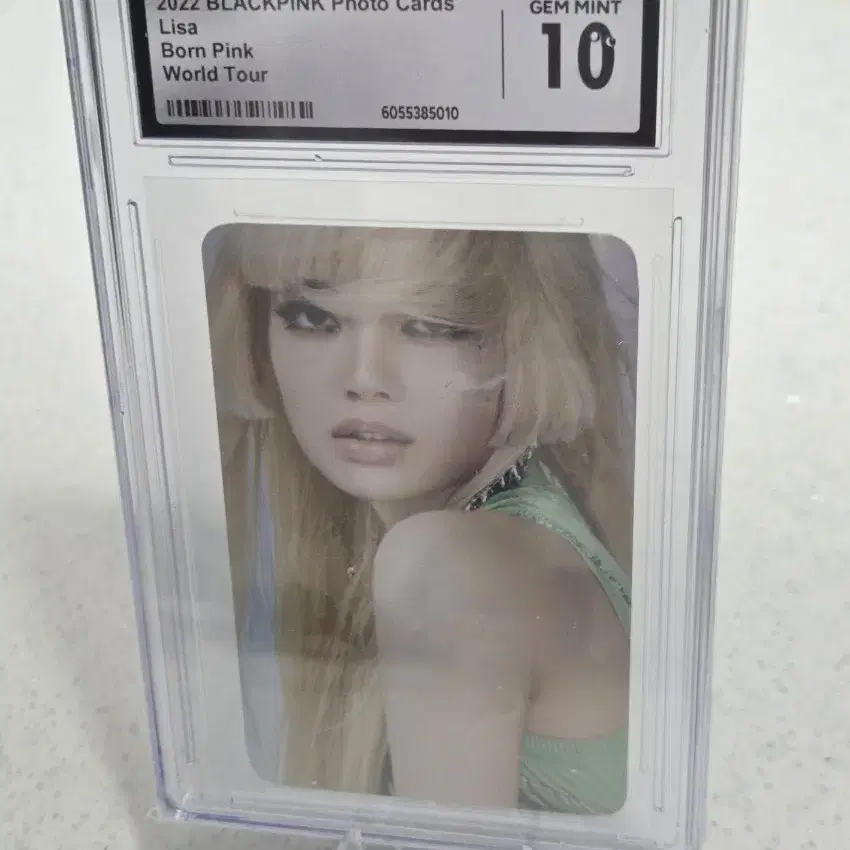 2022 BLACKPINK Photo Cards
Lisa
Born Pink
World Tour
6055385010
GEM MINT
10